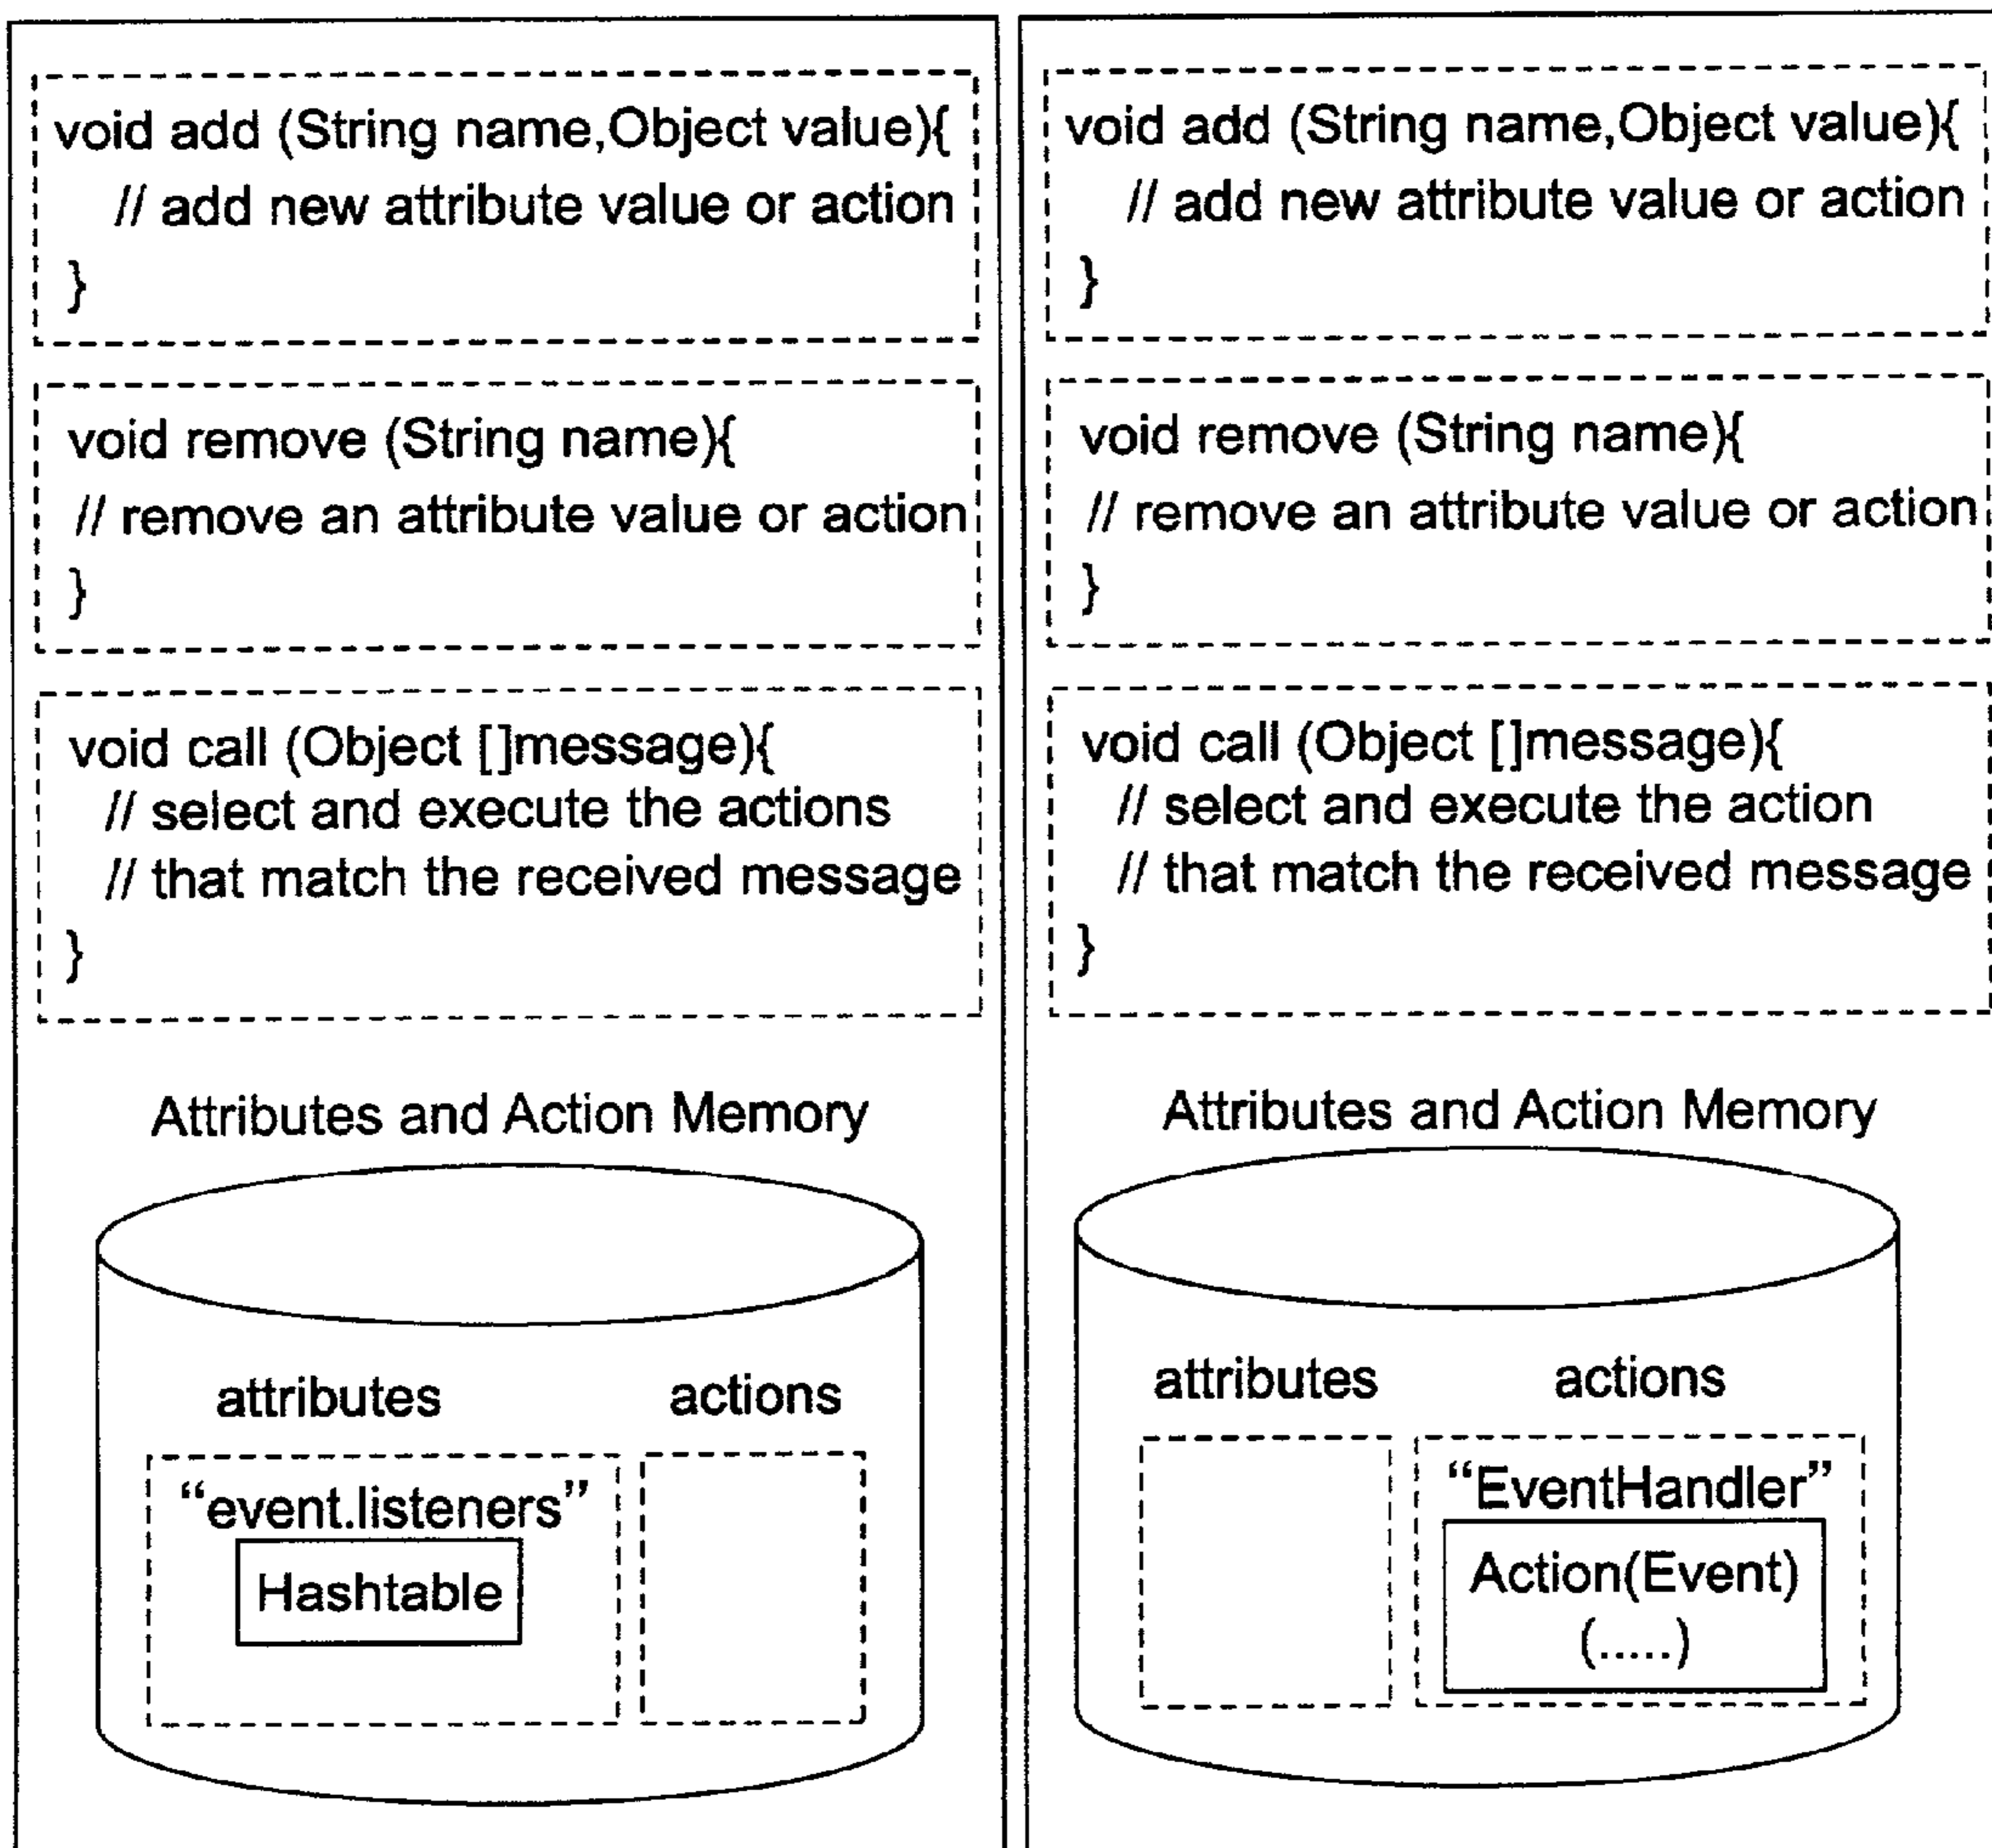 void add (String name,Object value){
// add new attribute value or action
}
void remove (String name){
// remove an attribute value or action
}
void call (Object []message){
// select and execute the actions
// that match the received message
}
Attributes and Action Memory
attributes actions
“event.listeners”
Hashtable
void add (String name,Object value){
// add new attribute value or action
}
void remove (String name){
// remove an attribute value or action
}
void call (Object []message){
// select and execute the action
// that match the received message
}
Attributes and Action Memory
attributes actions
“EventHandler”
Action(Event)
(.....)